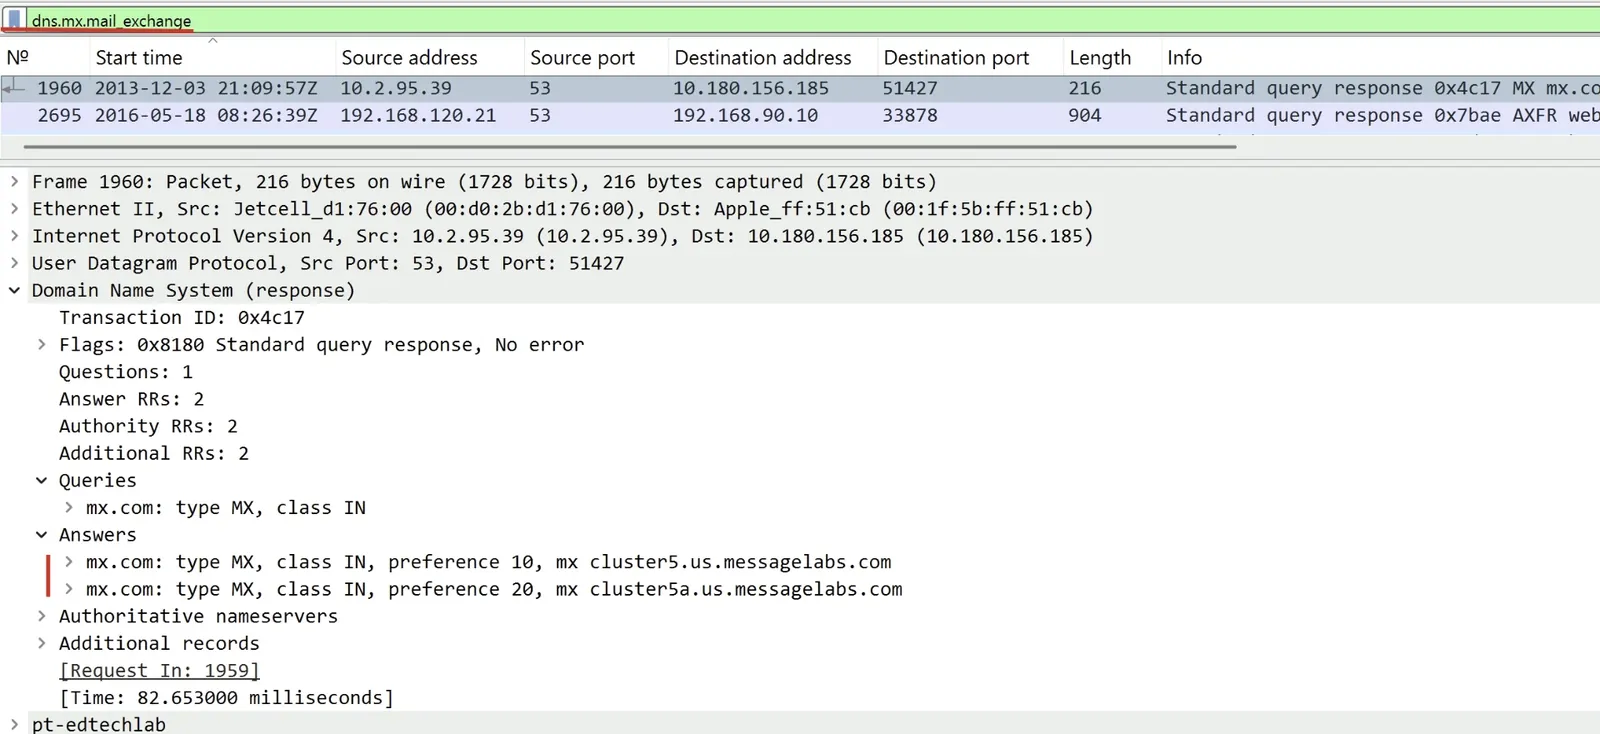 dns.mx.mail_exchange
Nº Start time Source address Source port Destination address Destination port Length Info
1960 2013-12-03 21:09:57Z 10.2.95.39 53 10.180.156.185 51427 216 Standard query response 0x4c17 MX mx.co
2695 2016-05-18 08:26:39Z 192.168.120.21 53 192.168.90.10 33878 904 Standard query response 0x7bae AXFR web
Frame 1960: Packet, 216 bytes on wire (1728 bits), 216 bytes captured (1728 bits)
Ethernet II, Src: Jetcell_d1:76:00 (00:d0:2b:d1:76:00), Dst: Apple_ff:51:cb (00:1f:5b:ff:51:cb)
Internet Protocol Version 4, Src: 10.2.95.39 (10.2.95.39), Dst: 10.180.156.185 (10.180.156.185)
User Datagram Protocol, Src Port: 53, Dst Port: 51427
Domain Name System (response)
Transaction ID: 0x4c17
Flags: 0x8180 Standard query response, No error
Questions: 1
Answer RRs: 2
Authority RRs: 2
Additional RRs: 2
Queries
mx.com: type MX, class IN
Answers
mx.com: type MX, class IN, preference 10, mx cluster5.us.messagelabs.com
mx.com: type MX, class IN, preference 20, mx cluster5a.us.messagelabs.com
Authoritative nameservers
Additional records
[Request In: 1959]
[Time: 82.653000 milliseconds]
pt-edtechlab